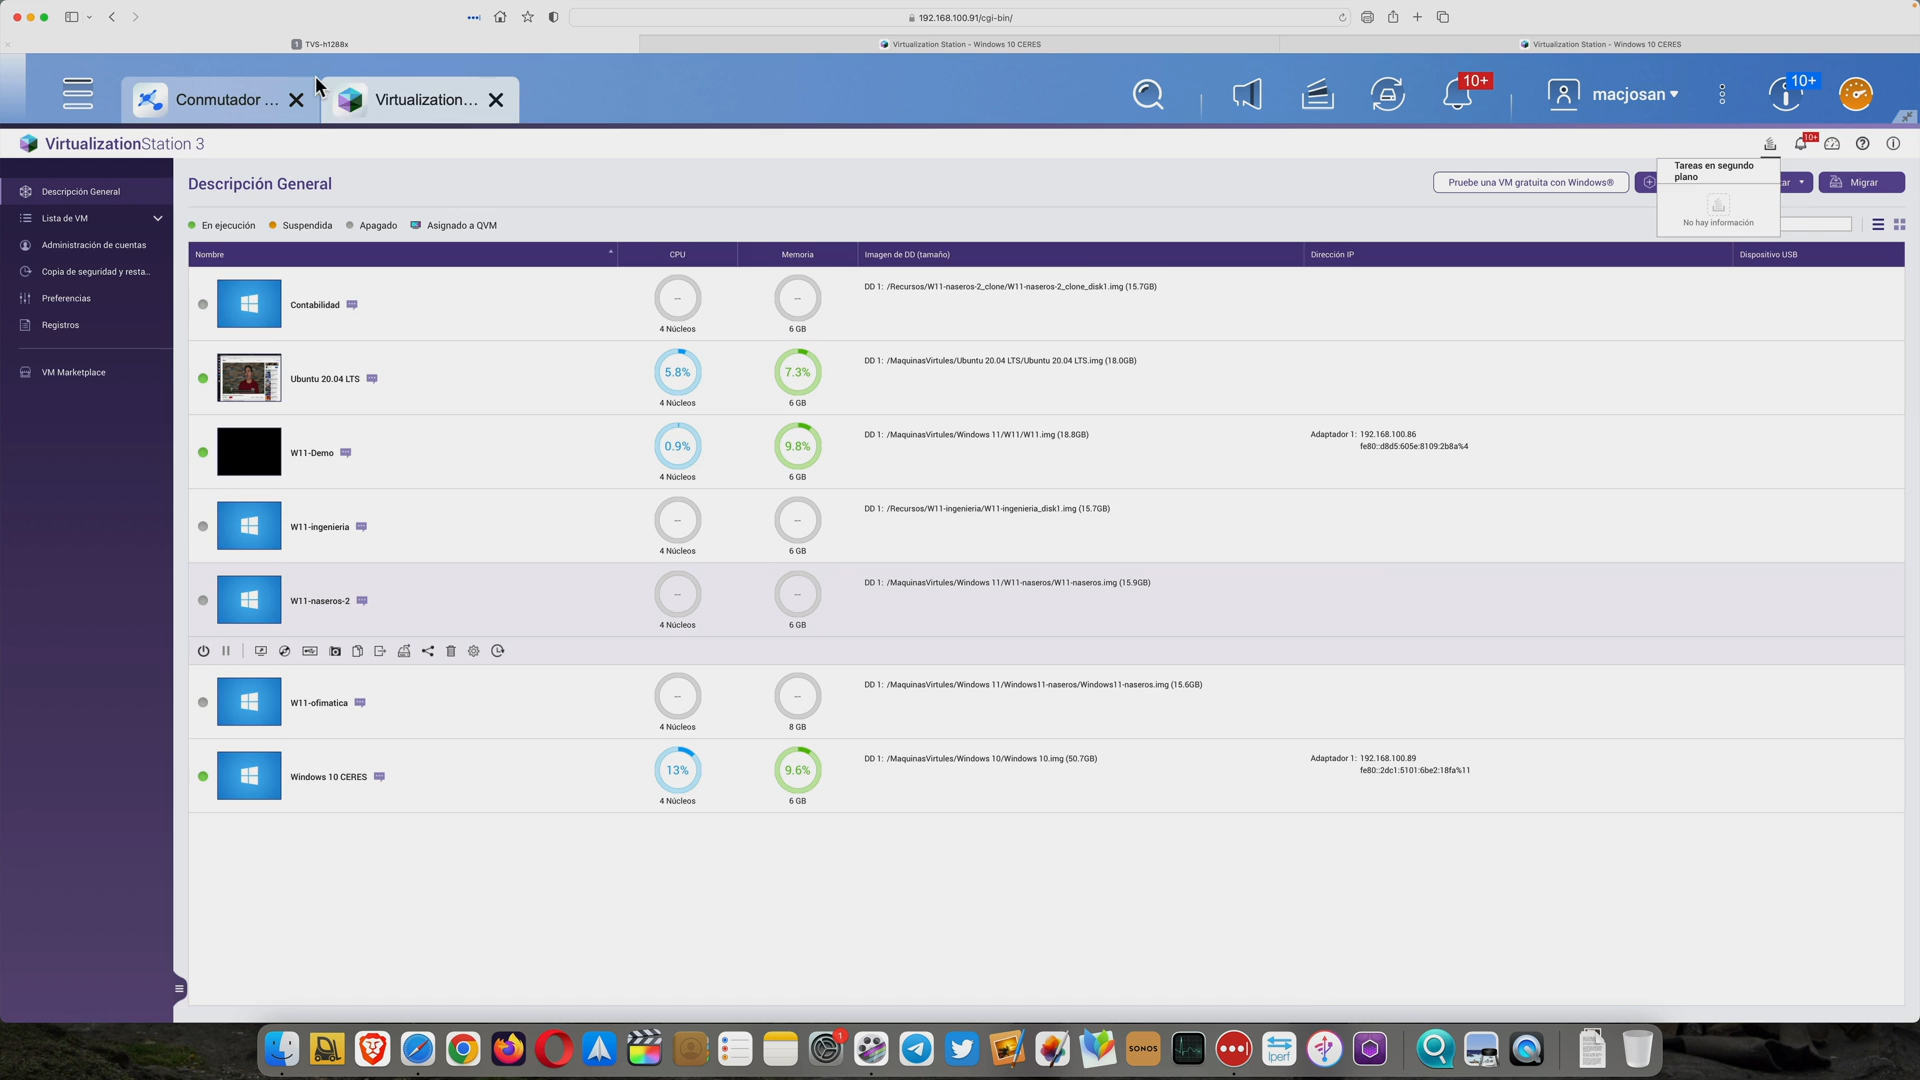 192.168.100.91/cgi-bin/
1 TVS-h1288x
Virtualization Station - Windows 10 CERES
Virtualization Station - Windows 10 CERES
Conmutador ...
Virtualization...
10+
macjosan
10+
VirtualizationStation 3
10+
Descripción General
Lista de VM
Administración de cuentas
Copia de seguridad y resta...
Preferencias
Registros
VM Marketplace
Descripción General
Pruebe una VM gratuita con Windows®
ar
Migrar
Tareas en segundo
plano
No hay información
En ejecución
Suspendida
Apagado
Asignado a QVM
Nombre
CPU
Memoria
Imagen de DD (tamaño)
Dirección IP
Dispositivo USB
Contabilidad
--
4 Núcleos
--
6 GB
DD 1: /Recursos/W11-naseros-2_clone/W11-naseros-2_clone_disk1.img (15.7GB)
Ubuntu 20.04 LTS
5.8%
4 Núcleos
7.3%
6 GB
DD 1: /MaquinasVirtules/Ubuntu 20.04 LTS/Ubuntu 20.04 LTS.img (18.0GB)
W11-Demo
0.9%
4 Núcleos
9.8%
6 GB
DD 1: /MaquinasVirtules/Windows 11/W11/W11.img (18.8GB)
Adaptador 1: 192.168.100.86
fe80::d8d5:605e:8109:2b8a%4
W11-ingenieria
--
4 Núcleos
--
6 GB
DD 1: /Recursos/W11-ingenieria/W11-ingenieria_disk1.img (15.7GB)
W11-naseros-2
--
4 Núcleos
--
6 GB
DD 1: /MaquinasVirtules/Windows 11/W11-naseros/W11-naseros.img (15.9GB)
W11-ofimatica
--
4 Núcleos
--
8 GB
DD 1: /MaquinasVirtules/Windows 11/Windows11-naseros/Windows11-naseros.img (15.6GB)
Windows 10 CERES
13%
4 Núcleos
9.6%
6 GB
DD 1: /MaquinasVirtules/Windows 10/Windows 10.img (50.7GB)
Adaptador 1: 192.168.100.89
fe80::2dc1:5101:6be2:18fa%11
1
SONOS
Iperf